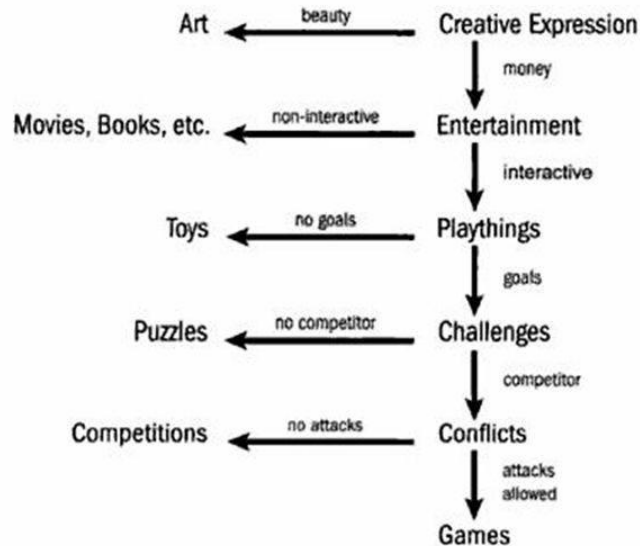 Art
beauty
Creative Expression
money
Movies, Books, etc.
non-interactive
Entertainment
interactive
Toys
no goals
Playthings
goals
Puzzles
no competitor
Challenges
competitor
Competitions
no attacks
Conflicts
attacks
allowed
Games